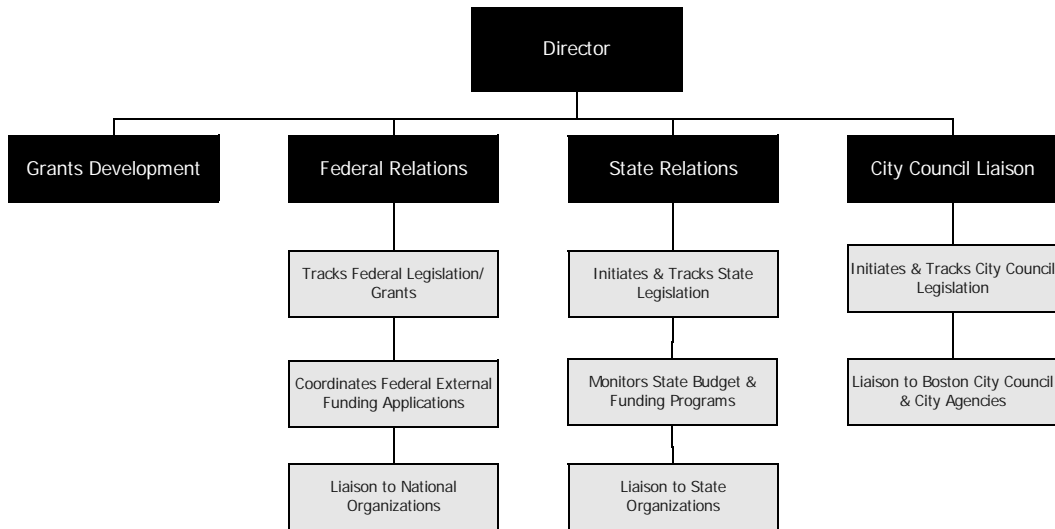 Director
Grants Development
Federal Relations
State Relations
City Council Liaison
Tracks Federal Legislation/
Grants
Initiates & Tracks State
Legislation
Initiates & Tracks City Council
Legislation
Coordinates Federal External
Funding Applications
Monitors State Budget &
Funding Programs
Liaison to Boston City Council
& City Agencies
Liaison to National
Organizations
Liaison to State
Organizations